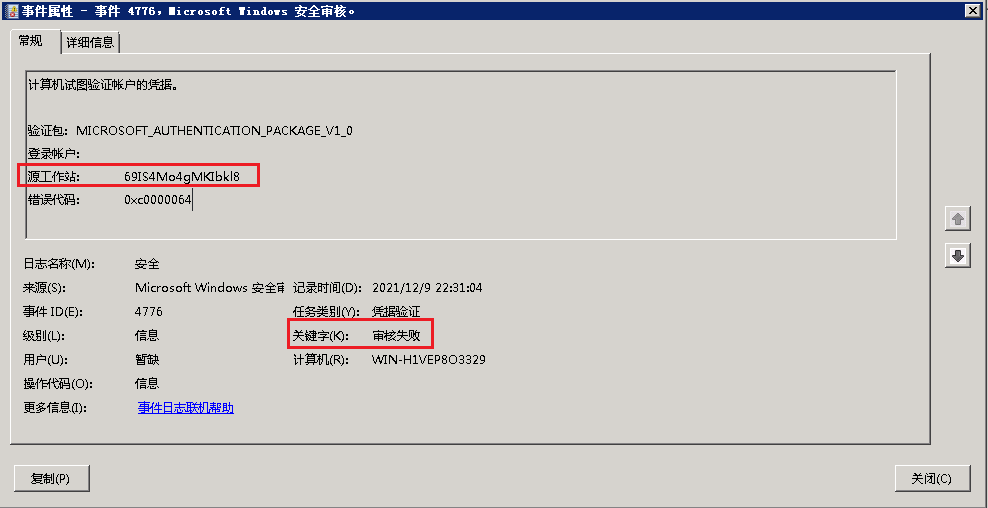 事件属性 - 事件 4776，Microsoft Windows 安全审核。
常规 详细信息
计算机试图验证帐户的凭据。
验证包: MICROSOFT_AUTHENTICATION_PACKAGE_V1_0
登录帐户:
源工作站: 69IS4Mo4gMKIbkl8
错误代码: 0xc0000064
日志名称(M): 安全
来源(S): Microsoft Windows 安全审 记录时间(D): 2021/12/9 22:31:04
事件 ID(E): 4776 任务类别(Y): 凭据验证
级别(L): 信息 关键字(K): 审核失败
用户(U): 暂缺 计算机(R): WIN-H1VEP8O3329
操作代码(O): 信息
更多信息(I): 事件日志联机帮助
复制(P) 关闭(C)